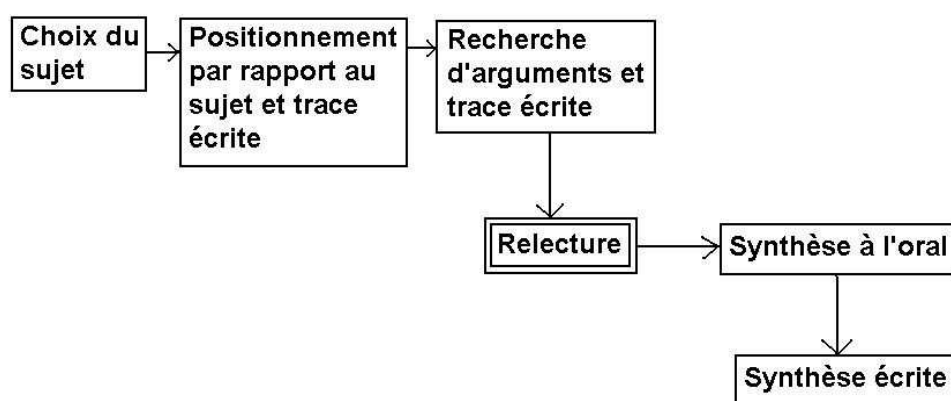 Choix du
sujet
Positionnement
par rapport au
sujet et trace
écrite
Recherche
d'arguments et
trace écrite
Relecture
Synthèse à l'oral
Synthèse écrite